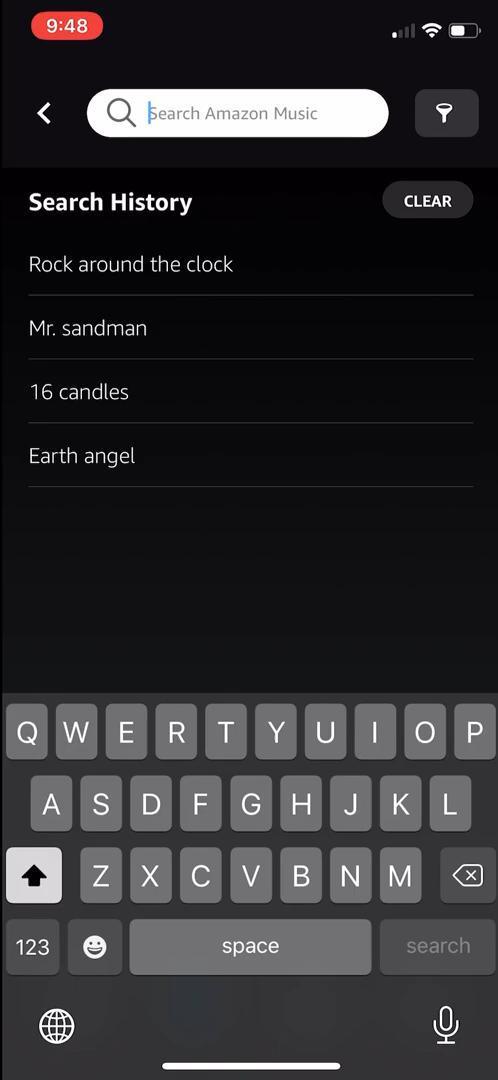 9:48
Search Amazon Music
Search History
CLEAR
Rock around the clock
Mr. sandman
16 candles
Earth angel
Q W E R T Y U I O P
A S D F G H J K L
Z X C V B N M
123 space search